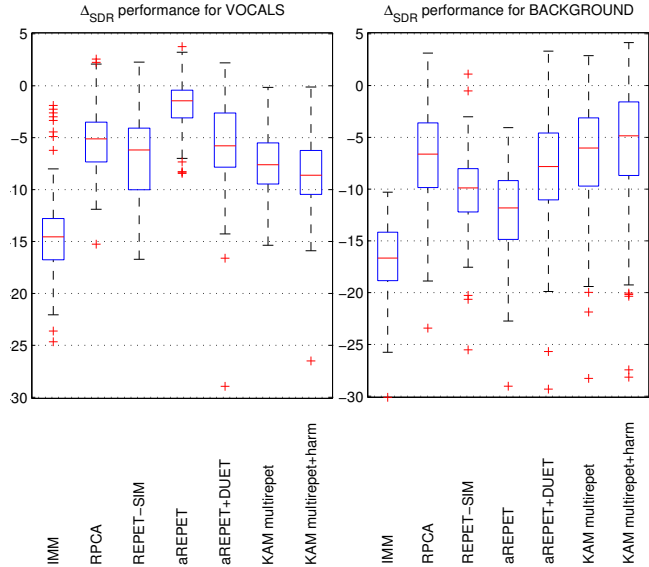 ΔSDR performance for VOCALS
5
0
−5
−10
−15
20
25
30
IMM
RPCA
REPET−SIM
aREPET
aREPET+DUET
KAM multirepet
KAM multirepet+harm
ΔSDR performance for BACKGROUND
5
0
−5
−10
−15
−20
−25
−30
IMM
RPCA
REPET−SIM
aREPET
aREPET+DUET
KAM multirepet
KAM multirepet+harm